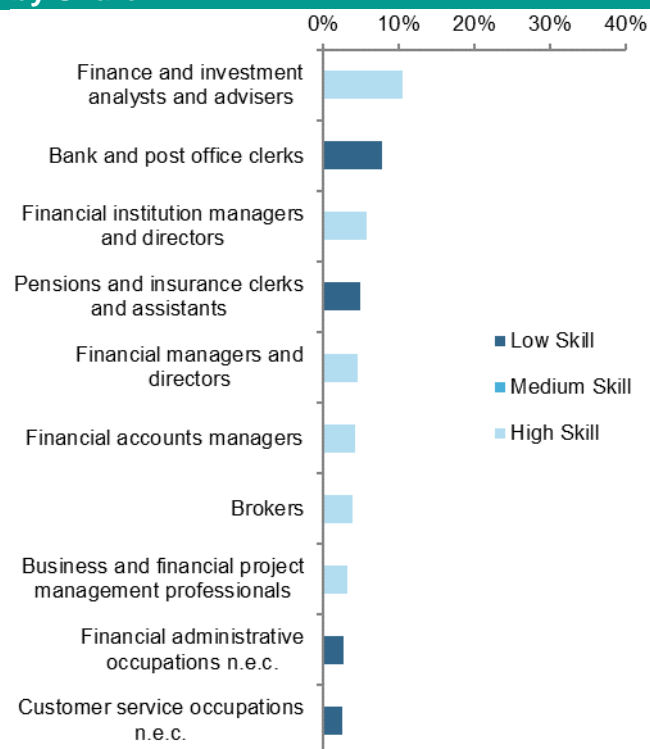 0% 10% 20% 30% 40%
Finance and investment
analysts and advisers
Bank and post office clerks
Financial institution managers
and directors
Pensions and insurance clerks
and assistants
Financial managers and
directors
Financial accounts managers
Brokers
Business and financial project
management professionals
Financial administrative
occupations n.e.c.
Customer service occupations
n.e.c.
Low Skill
Medium Skill
High Skill